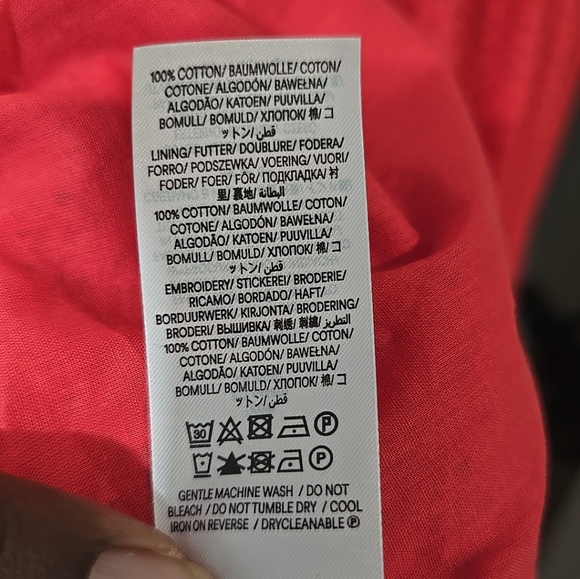 100% COTTON/ BAUMWOLLE/ COTON/
COTONE/ ALGODÓN/ BAWEŁNA/
ALGODÃO/ KATOEN/ PUUVILLA/
BOMULL/ BOMULD/ ХЛОПОК/ 棉/ コ
ットン/ قطن/
LINING/ FUTTER/ DOUBLURE/ FODERA/
FORRO/ PODSZEWKA/ VOERING/ VUORI/
FODER/ FOER/ FÔR/ ПОДКЛАДКА/ 衬
里/ 裏地/ البطانة/
100% COTTON/ BAUMWOLLE/ COTON/
COTONE/ ALGODÓN/ BAWEŁNA/
ALGODÃO/ KATOEN/ PUUVILLA/
BOMULL/ BOMULD/ ХЛОПОК/ 棉/ コ
ットン/ قطن/
EMBROIDERY/ STICKEREI/ BRODERIE/
RICAMO/ BORDADO/ HAFT/
BORDUURWERK/ KIRJONTA/ BRODERING/
BRODERI/ ВЫШИВКА/ 刺绣/ 刺繍/ التطريز/
100% COTTON/ BAUMWOLLE/ COTON/
COTONE/ ALGODÓN/ BAWEŁNA/
ALGODÃO/ KATOEN/ PUUVILLA/
BOMULL/ BOMULD/ ХЛОПОК/ 棉/ コ
ットン/ قطن/
30 P
P
GENTLE MACHINE WASH / DO NOT
BLEACH / DO NOT TUMBLE DRY / COOL
IRON ON REVERSE / DRYCLEANABLE Ⓟ